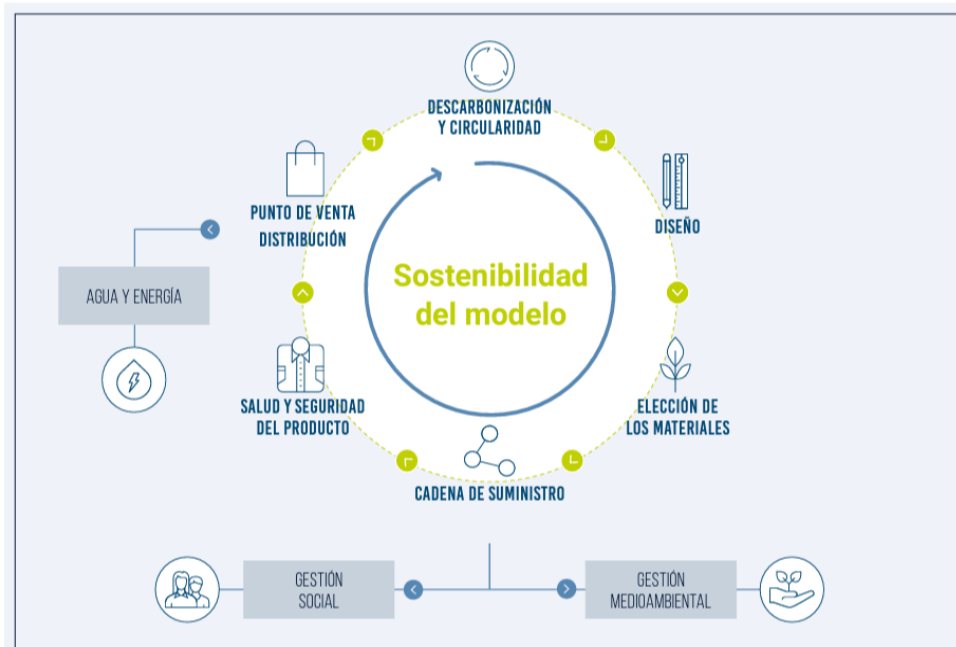 DESCARBONIZACIÓN
Y CIRCULARIDAD
PUNTO DE VENTA
DISTRIBUCIÓN
DISEÑO
Sostenibilidad
del modelo
AGUA Y ENERGÍA
SALUD Y SEGURIDAD
DEL PRODUCTO
ELECCIÓN DE
LOS MATERIALES
CADENA DE SUMINISTRO
GESTIÓN
SOCIAL
GESTIÓN
MEDIOAMBIENTAL